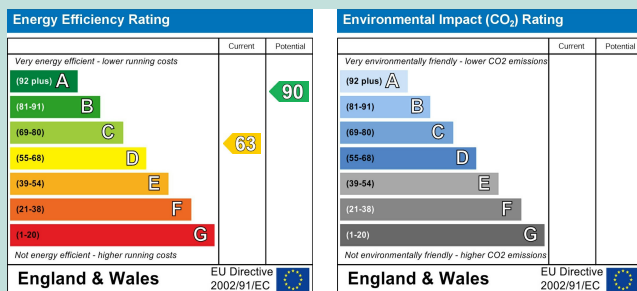 Energy Efficiency Rating
Current Potential
Very energy efficient - lower running costs
(92 plus) A
(81-91) B
(69-80) C
(55-68) D
(39-54) E
(21-38) F
(1-20) G
63
90
Not energy efficient - higher running costs
England & Wales
EU Directive
2002/91/EC
Environmental Impact (CO₂) Rating
Current Potential
Very environmentally friendly - lower CO2 emissions
(92 plus) A
(81-91) B
(69-80) C
(55-68) D
(39-54) E
(21-38) F
(1-20) G
Not environmentally friendly - higher CO2 emissions
England & Wales
EU Directive
2002/91/EC